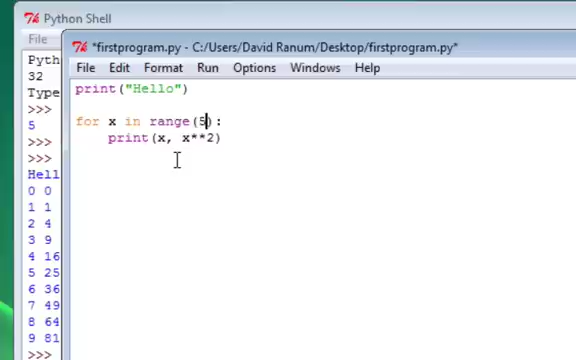 Python Shell
File
*firstprogram.py - C:/Users/David Ranum/Desktop/firstprogram.py*
File Edit Format Run Options Windows Help
Pyth
32
Type
>>>
5
>>>
>>>
Hell
0 0
1 1
2 4
3 9
4 16
5 25
6 36
7 49
8 64
9 81
>>>
print("Hello")
for x in range(5):
print(x, x**2)